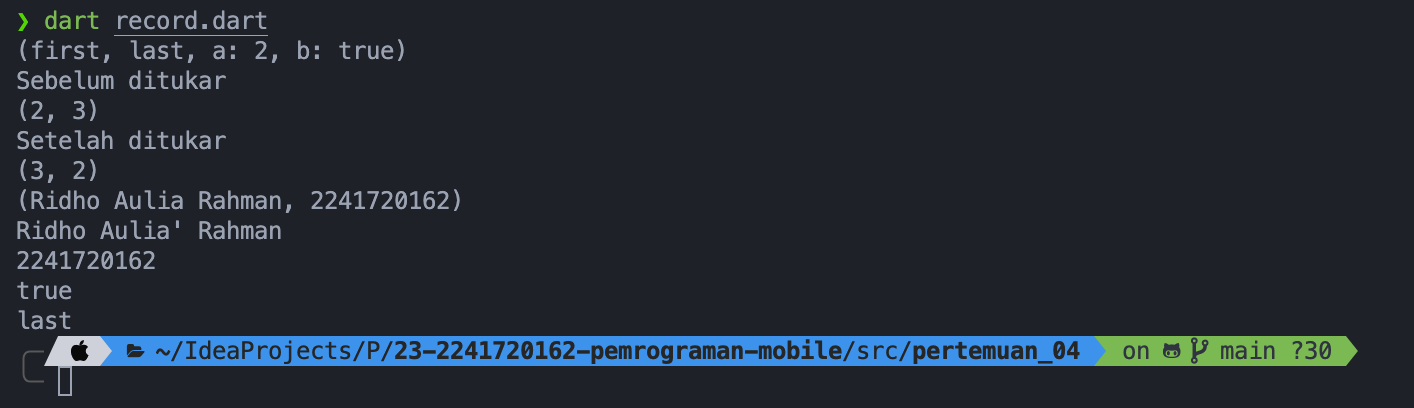 ❯ dart record.dart
(first, last, a: 2, b: true)
Sebelum ditukar
(2, 3)
Setelah ditukar
(3, 2)
(Ridho Aulia Rahman, 2241720162)
Ridho Aulia' Rahman
2241720162
true
last
~/IdeaProjects/P/23-2241720162-pemrograman-mobile/src/pertemuan_04 on main ?30